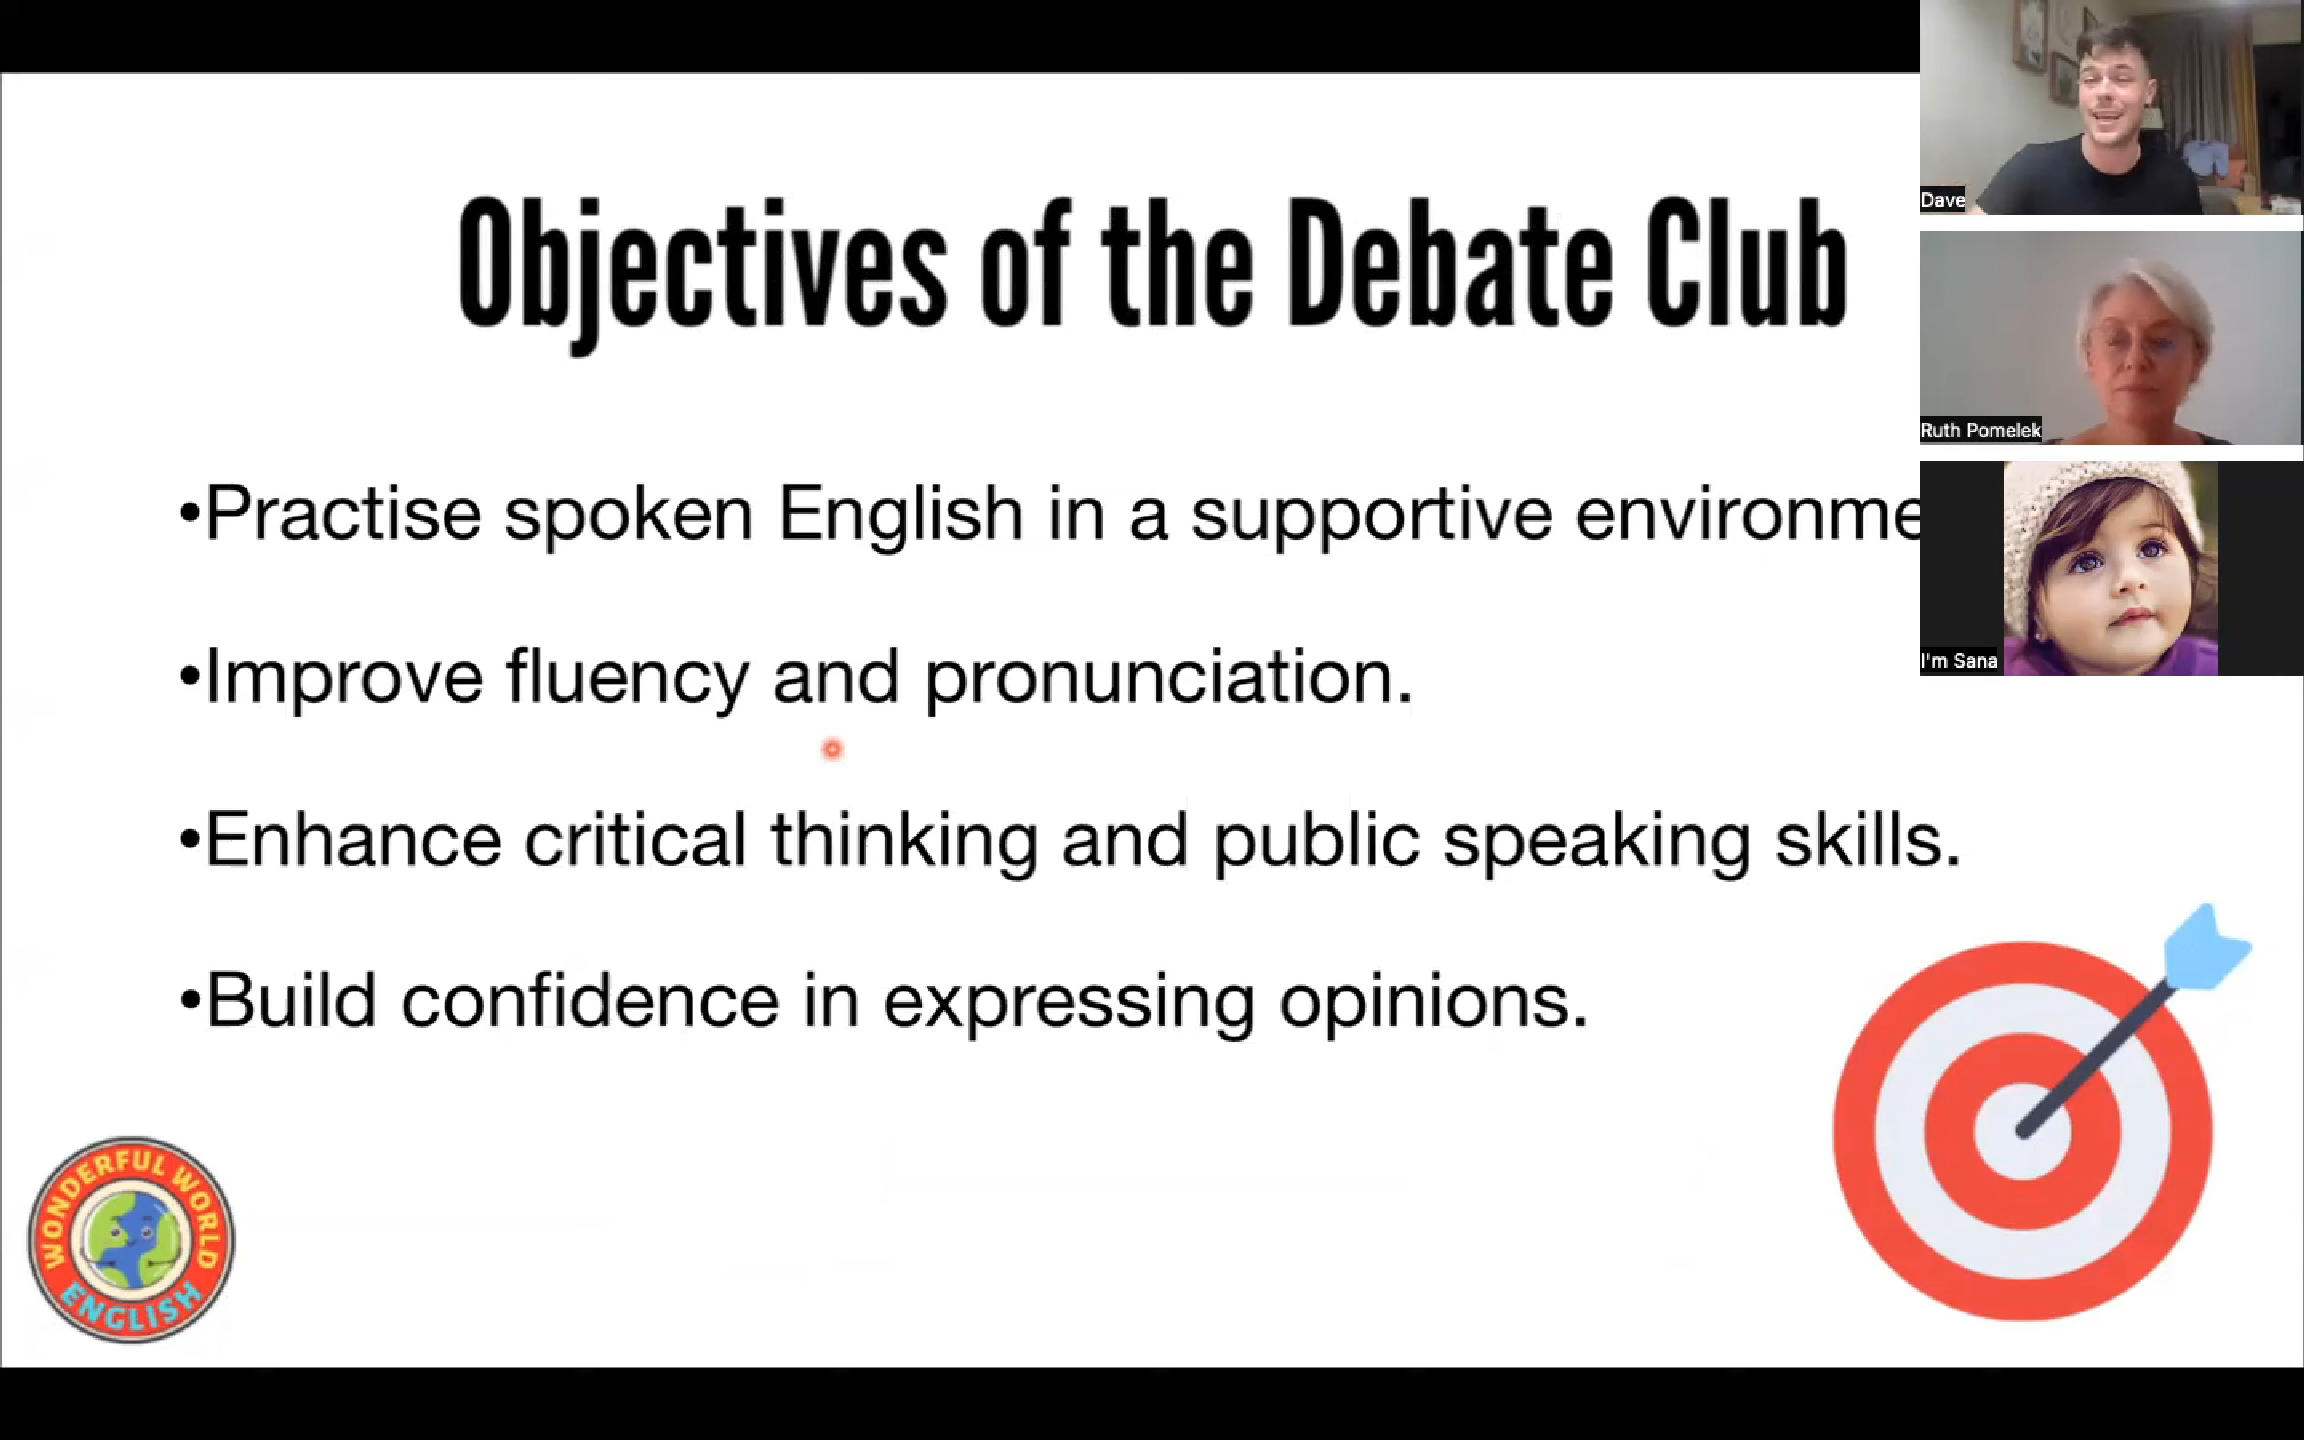 Objectives of the Debate Club
•Practise spoken English in a supportive environme
•Improve fluency and pronunciation.
•Enhance critical thinking and public speaking skills.
•Build confidence in expressing opinions.
WONDERFUL WORLD
ENGLISH
Dave
Ruth Pomelek
I'm Sana